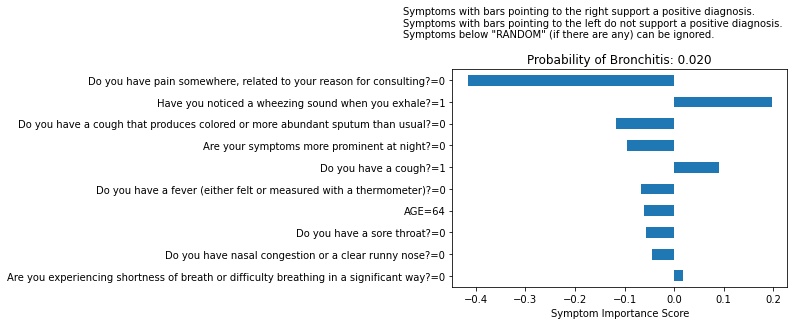 Symptoms with bars pointing to the right support a positive diagnosis.
Symptoms with bars pointing to the left do not support a positive diagnosis.
Symptoms below "RANDOM" (if there are any) can be ignored.
Probability of Bronchitis: 0.020
Do you have pain somewhere, related to your reason for consulting?=0
Have you noticed a wheezing sound when you exhale?=1
Do you have a cough that produces colored or more abundant sputum than usual?=0
Are your symptoms more prominent at night?=0
Do you have a cough?=1
Do you have a fever (either felt or measured with a thermometer)?=0
AGE=64
Do you have a sore throat?=0
Do you have nasal congestion or a clear runny nose?=0
Are you experiencing shortness of breath or difficulty breathing in a significant way?=0
−0.4 −0.3 −0.2 −0.1 0.0 0.1 0.2
Symptom Importance Score